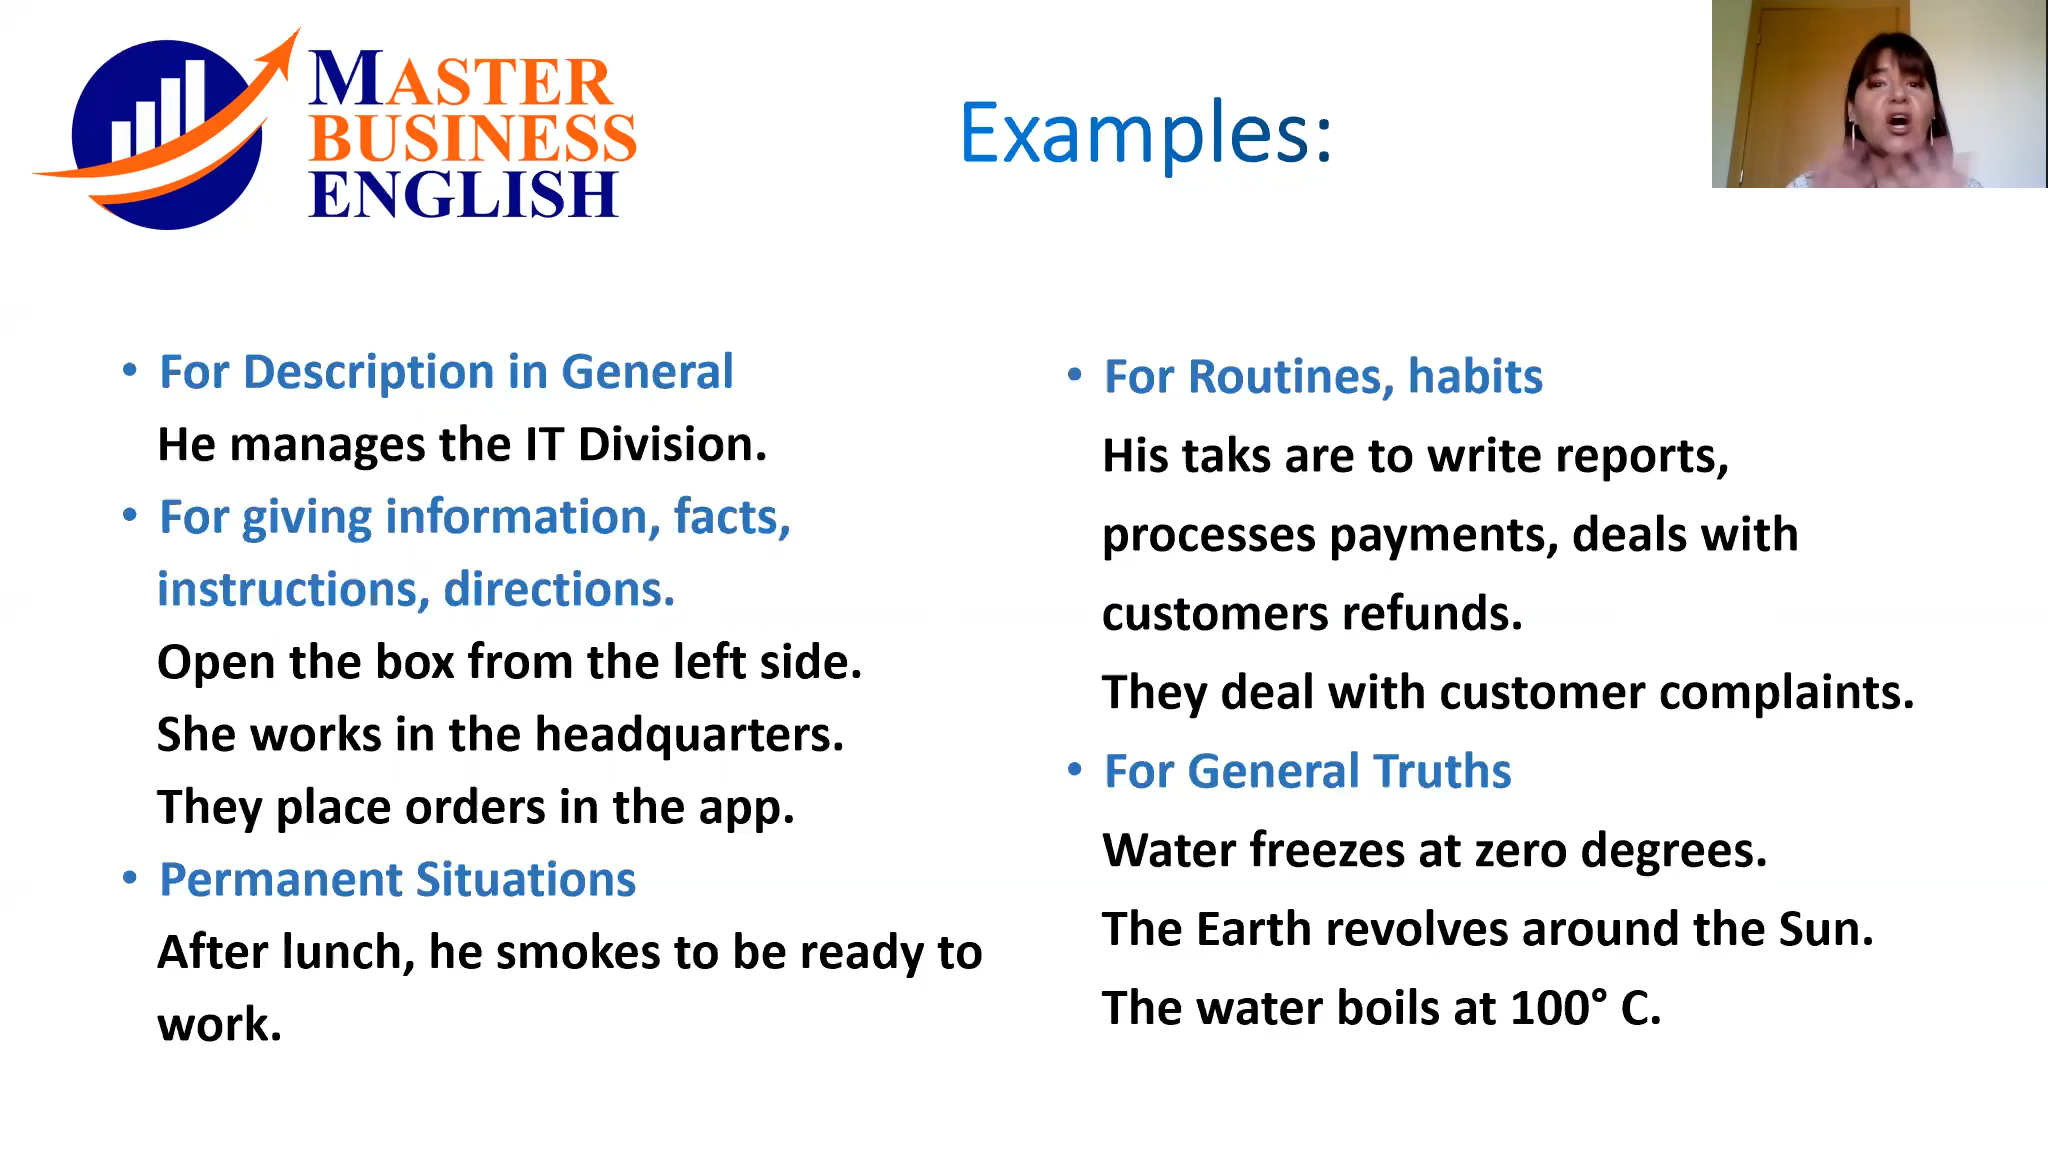 MASTER
BUSINESS
ENGLISH
Examples:
• For Description in General
He manages the IT Division.
• For giving information, facts,
instructions, directions.
Open the box from the left side.
She works in the headquarters.
They place orders in the app.
• Permanent Situations
After lunch, he smokes to be ready to
work.
• For Routines, habits
His taks are to write reports,
processes payments, deals with
customers refunds.
They deal with customer complaints.
• For General Truths
Water freezes at zero degrees.
The Earth revolves around the Sun.
The water boils at 100° C.